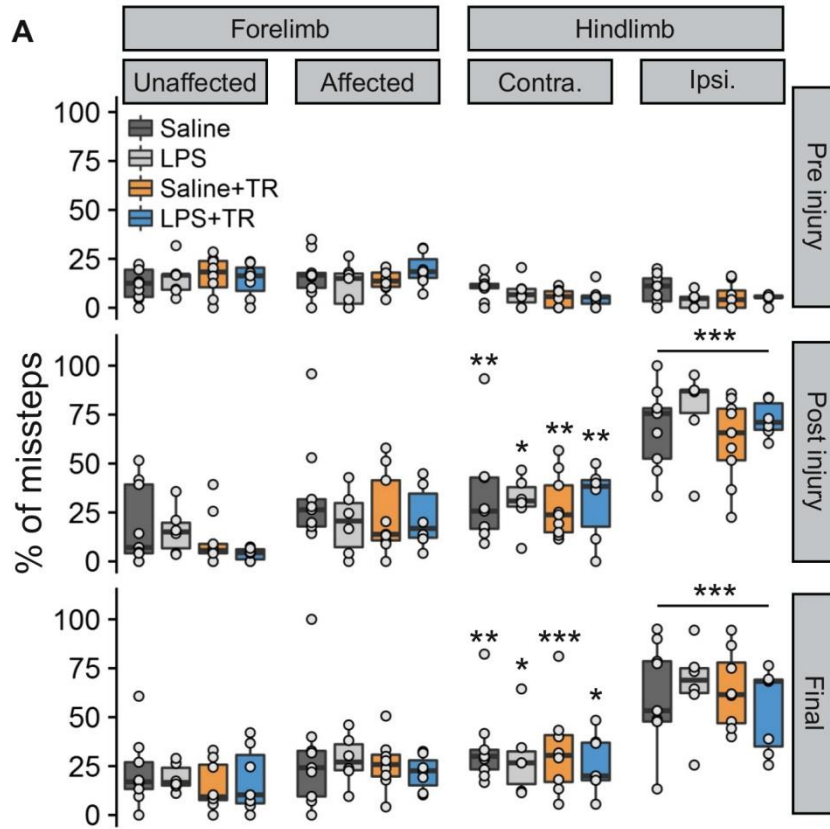 A
Forelimb
Hindlimb
Unaffected
Affected
Contra.
Ipsi.
% of missteps
100
75
50
25
0
Saline
LPS
Saline+TR
LPS+TR
Pre injury
100
75
50
25
0
**
*
**
**
***
Post injury
100
75
50
25
0
**
*
***
*
***
Final